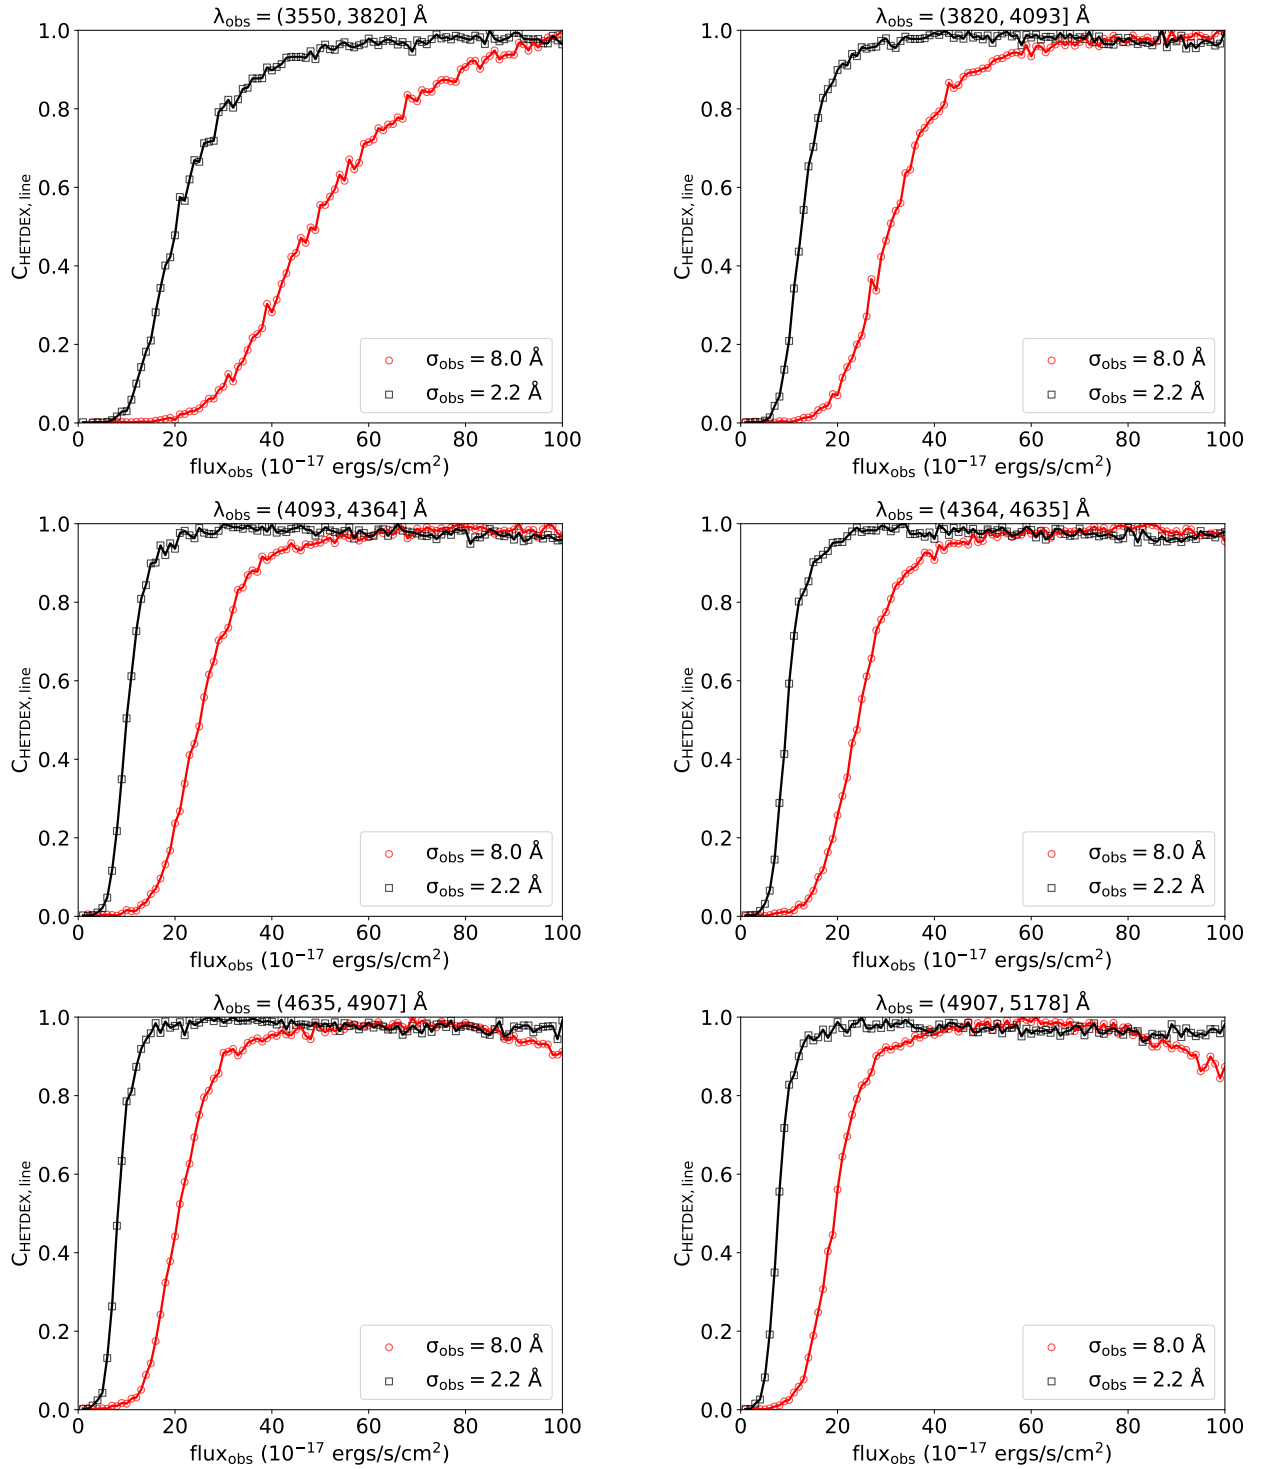 λobs = (3550, 3820] Å
1.0
0.8
0.6
0.4
0.2
0.0
CHETDEX, line
σobs = 8.0 Å
σobs = 2.2 Å
0 20 40 60 80 100
fluxobs (10⁻¹⁷ ergs/s/cm²)
λobs = (3820, 4093] Å
1.0
0.8
0.6
0.4
0.2
0.0
CHETDEX, line
σobs = 8.0 Å
σobs = 2.2 Å
0 20 40 60 80 100
fluxobs (10⁻¹⁷ ergs/s/cm²)
λobs = (4093, 4364] Å
1.0
0.8
0.6
0.4
0.2
0.0
CHETDEX, line
σobs = 8.0 Å
σobs = 2.2 Å
0 20 40 60 80 100
fluxobs (10⁻¹⁷ ergs/s/cm²)
λobs = (4364, 4635] Å
1.0
0.8
0.6
0.4
0.2
0.0
CHETDEX, line
σobs = 8.0 Å
σobs = 2.2 Å
0 20 40 60 80 100
fluxobs (10⁻¹⁷ ergs/s/cm²)
λobs = (4635, 4907] Å
1.0
0.8
0.6
0.4
0.2
0.0
CHETDEX, line
σobs = 8.0 Å
σobs = 2.2 Å
0 20 40 60 80 100
fluxobs (10⁻¹⁷ ergs/s/cm²)
λobs = (4907, 5178] Å
1.0
0.8
0.6
0.4
0.2
0.0
CHETDEX, line
σobs = 8.0 Å
σobs = 2.2 Å
0 20 40 60 80 100
fluxobs (10⁻¹⁷ ergs/s/cm²)